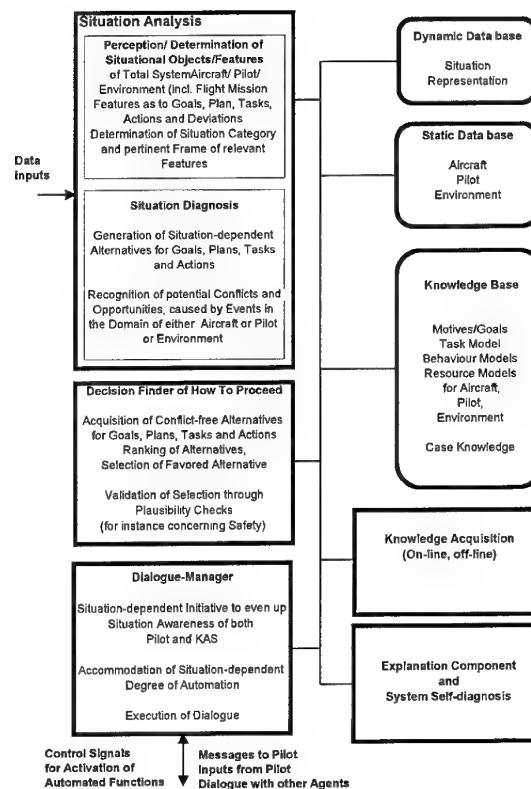 Situation Analysis
Perception/ Determination of
Situational Objects/Features
of Total SystemAircraft/ Pilot/
Environment (incl. Flight Mission
Features as to Goals, Plan, Tasks,
Actions and Deviations
Determination of Situation Category
and pertinent Frame of relevant
Features
Data
inputs
Situation Diagnosis
Generation of Situation-dependent
Alternatives for Goals, Plans, Tasks
and Actions
Recognition of potential Conflicts and
Opportunities, caused by Events in
the Domain of either Aircraft or Pilot
or Environment
Decision Finder of How To Proceed
Acquisition of Conflict-free Alternatives
for Goals, Plans, Tasks and Actions
Ranking of Alternatives,
Selection of Favored Alternative
Validation of Selection through
Plausibility Checks
(for instance concerning Safety)
Dialogue-Manager
Situation-dependent Initiative to even up
Situation Awareness of both
Pilot and KAS
Accommodation of Situation-dependent
Degree of Automation
Execution of Dialogue
Control Signals
for Activation of
Automated Functions
Messages to Pilot
Inputs from Pilot
Dialogue with other Agents
Dynamic Data base
Situation
Representation
Static Data base
Aircraft
Pilot
Environment
Knowledge Base
Motives/Goals
Task Model
Behaviour Models
Resource Models
for Aircraft,
Pilot,
Environment
Case Knowledge
Knowledge Acquisition
(On-line, off-line)
Explanation Component
and
System Self-diagnosis